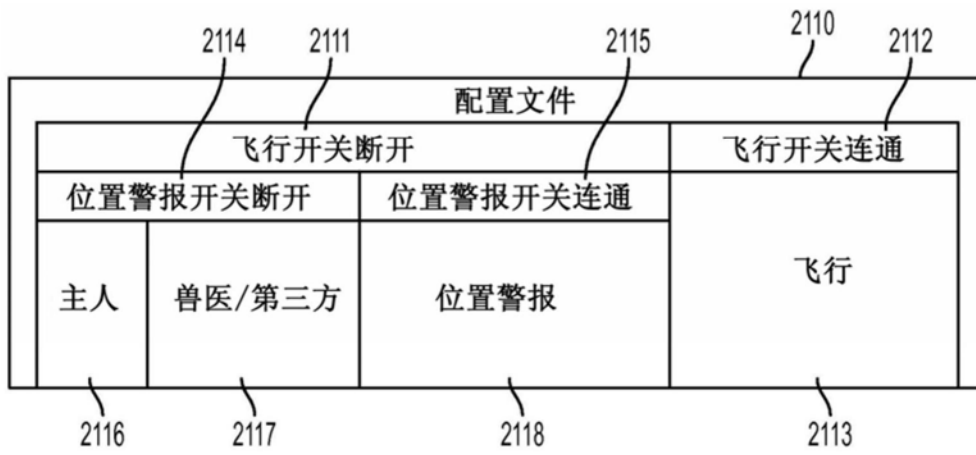 2114 2111 2115 2110 2112
配置文件
飞行开关断开 飞行开关连通
位置警报开关断开 位置警报开关连通
主人 兽医/第三方 位置警报 飞行
2116 2117 2118 2113